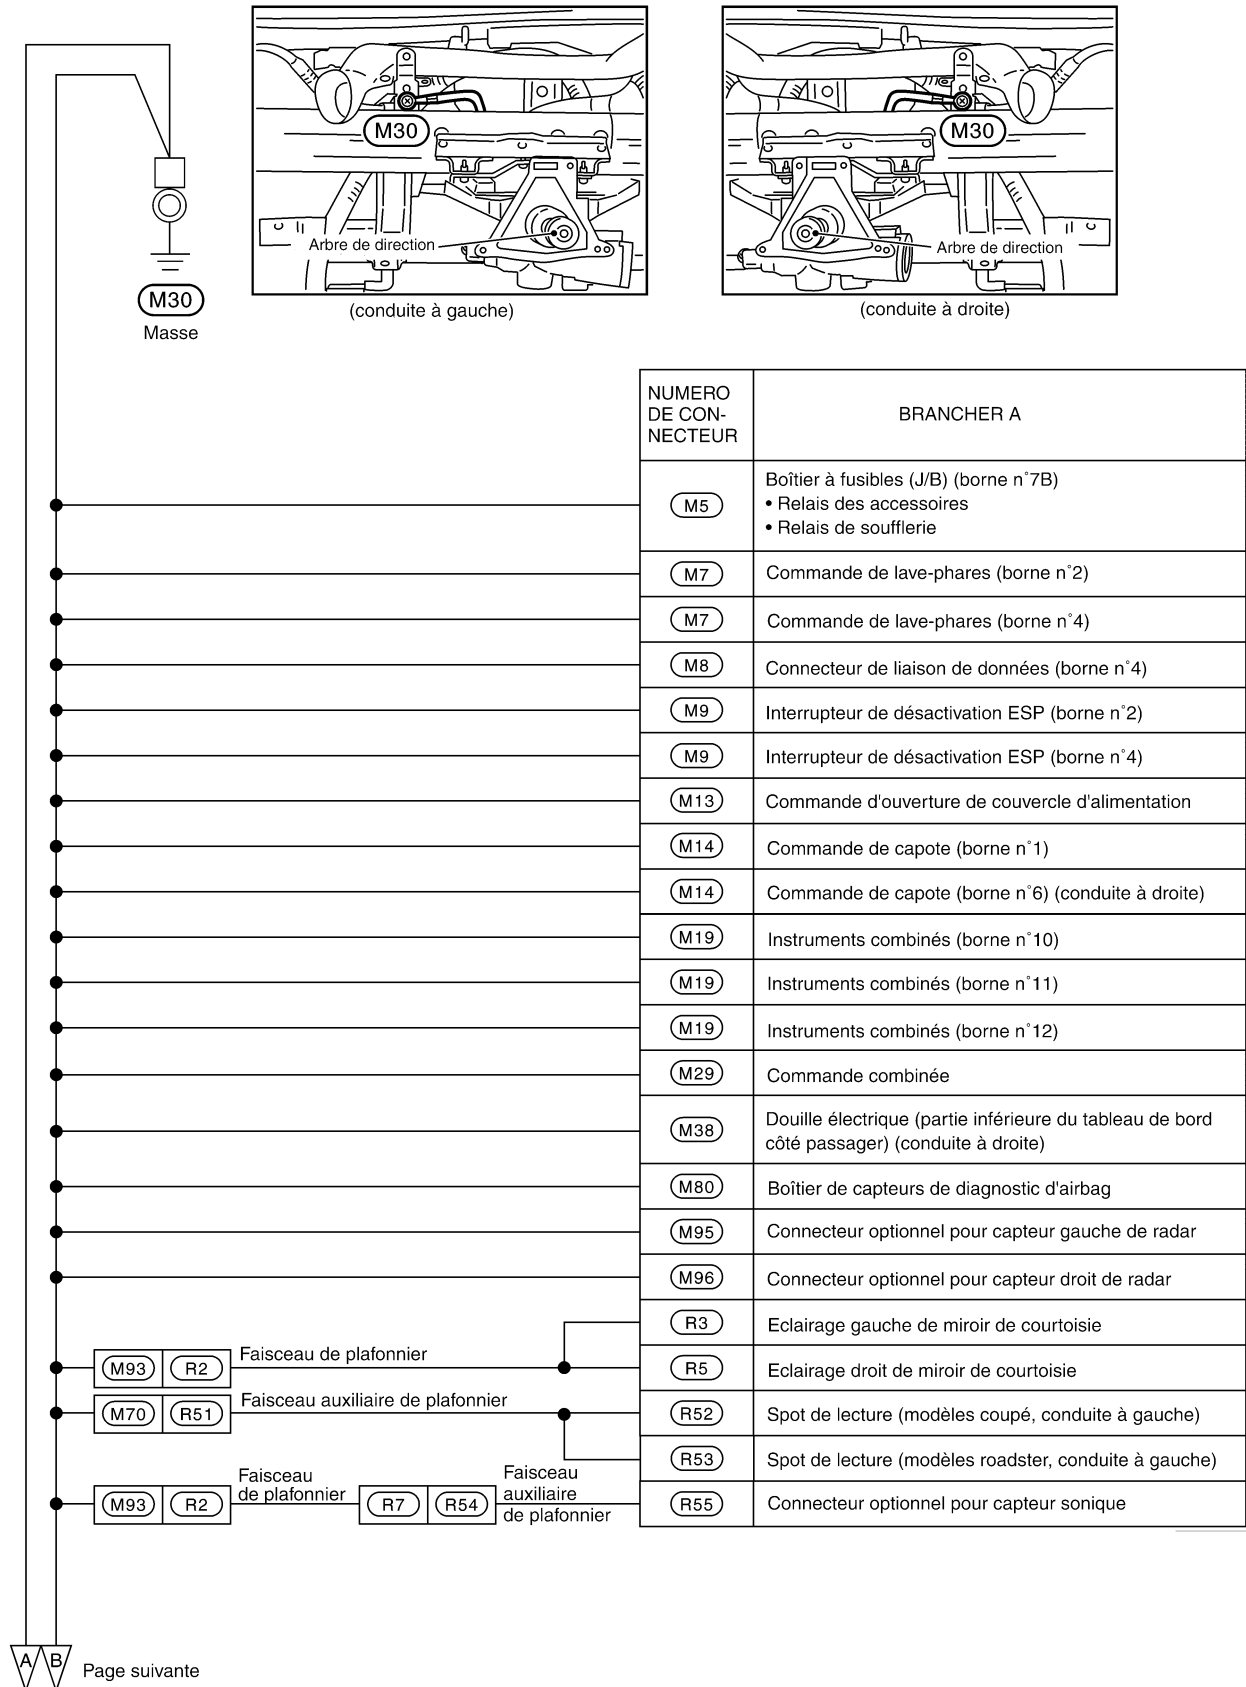 M30
Arbre de direction
(conduite à gauche)
M30
Arbre de direction
(conduite à droite)
M30
Masse
NUMERO
DE CON-
NECTEUR
BRANCHER A
M5
Boîtier à fusibles (J/B) (borne n°7B)
• Relais des accessoires
• Relais de soufflerie
M7 Commande de lave-phares (borne n°2)
M7 Commande de lave-phares (borne n°4)
M8 Connecteur de liaison de données (borne n°4)
M9 Interrupteur de désactivation ESP (borne n°2)
M9 Interrupteur de désactivation ESP (borne n°4)
M13 Commande d'ouverture de couvercle d'alimentation
M14 Commande de capote (borne n°1)
M14 Commande de capote (borne n°6) (conduite à droite)
M19 Instruments combinés (borne n°10)
M19 Instruments combinés (borne n°11)
M19 Instruments combinés (borne n°12)
M29 Commande combinée
M38
Douille électrique (partie inférieure du tableau de bord
côté passager) (conduite à droite)
M80 Boîtier de capteurs de diagnostic d'airbag
M95 Connecteur optionnel pour capteur gauche de radar
M96 Connecteur optionnel pour capteur droit de radar
R3 Eclairage gauche de miroir de courtoisie
M93 R2 Faisceau de plafonnier
R5 Eclairage droit de miroir de courtoisie
M70 R51 Faisceau auxiliaire de plafonnier
R52 Spot de lecture (modèles coupé, conduite à gauche)
R53 Spot de lecture (modèles roadster, conduite à gauche)
M93 R2
Faisceau
de plafonnier
R7 R54
Faisceau
auxiliaire
de plafonnier
R55 Connecteur optionnel pour capteur sonique
A B Page suivante